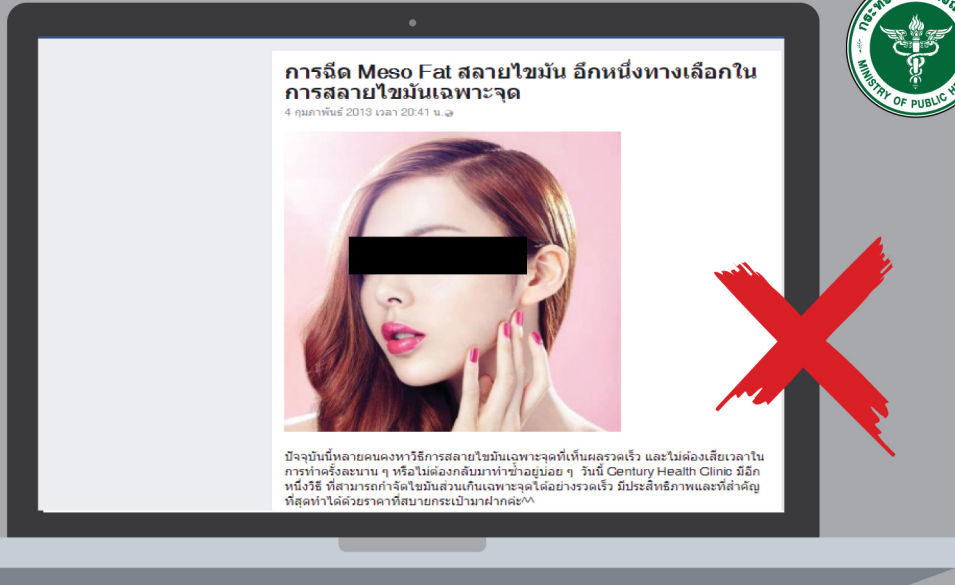 การฉีด Meso Fat สลายไขมัน อีกหนึ่งทางเลือกใน
การสลายไขมันเฉพาะจุด
4 กุมภาพันธ์ 2013 เวลา 20:41 น.
ปัจจุบันนี้หลายคนคงหาวิธีการสลายไขมันเฉพาะจุดที่เห็นผลรวดเร็ว และไม่ต้องเสียเวลาใน
การทำครั้งละนาน ๆ หรือไม่ต้องกลับมาทำซ้ำอยู่บ่อย ๆ วันนี้ Century Health Clinic มีอีก
หนึ่งวิธี ที่สามารถกำจัดไขมันส่วนเกินเฉพาะจุดได้อย่างรวดเร็ว มีประสิทธิภาพและที่สำคัญ
ที่สุดทำได้ด้วยราคาที่สบายกระเป๋ามาฝากค่ะ^^
MINISTRY OF PUBLIC